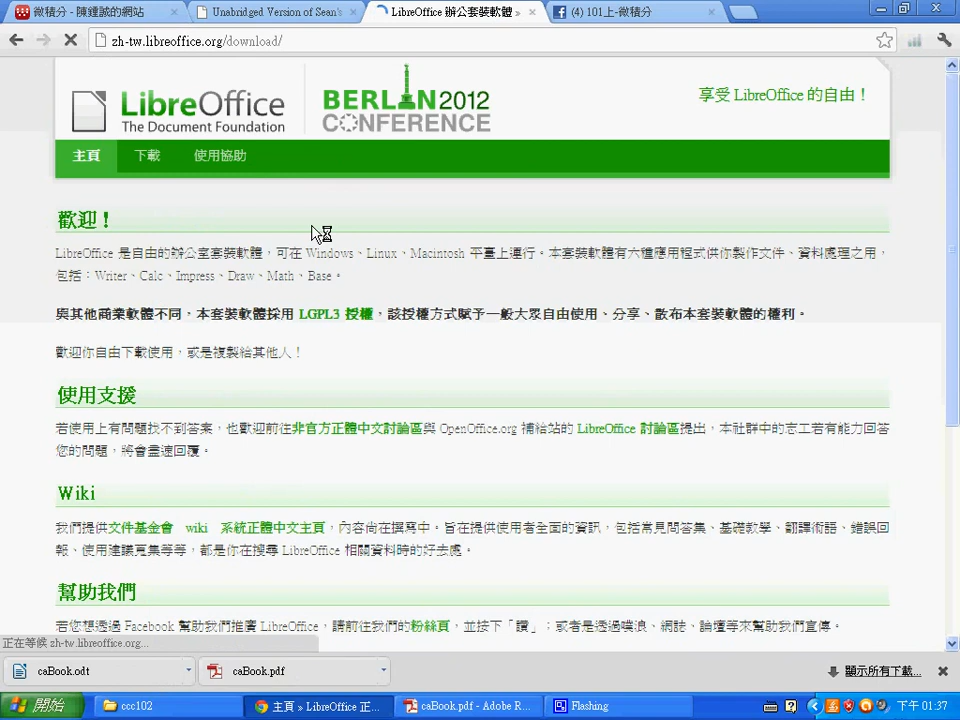 微積分 - 陳鍾誠的網站
Unabridged Version of Sean's
LibreOffice 辦公套裝軟體 »
(4) 101上-微積分
zh-tw.libreoffice.org/download/
LibreOffice
The Document Foundation
BERLIN 2012
CONFERENCE
享受 LibreOffice 的自由！
主頁 下載 使用協助
歡迎！
LibreOffice 是自由的辦公室套裝軟體，可在 Windows、Linux、Macintosh 平臺上運行。本套裝軟體有六種應用程式供你製作文件、資料處理之用，
包括：Writer、Calc、Impress、Draw、Math、Base。
與其他商業軟體不同，本套裝軟體採用 LGPL3 授權，該授權方式賦予一般大眾自由使用、分享、散布本套裝軟體的權利。
歡迎你自由下載使用，或是複製給其他人！
使用支援
若使用上有問題找不到答案，也歡迎前往非官方正體中文討論區與 OpenOffice.org 補給站的 LibreOffice 討論區提出，本社群中的志工若有能力回答
您的問題，將會盡速回覆。
Wiki
我們提供文件基金會 wiki 系統正體中文主頁，內容尚在撰寫中。旨在提供使用者全面的資訊，包括常見問答集、基礎教學、翻譯術語、錯誤回
報、使用建議蒐集等等，都是你在搜尋 LibreOffice 相關資料時的好去處。
幫助我們
若您想透過 Facebook 幫助我們推廣 LibreOffice，請前往我們的粉絲頁，並按下「讚」；或者是透過噗浪、網誌、論壇等來幫助我們宣傳。
正在等候 zh-tw.libreoffice.org...
caBook.odt
caBook.pdf
顯示所有下載...
開始
ccc102
主頁 » LibreOffice 正...
caBook.pdf - Adobe R...
Flashing
下午 01:37